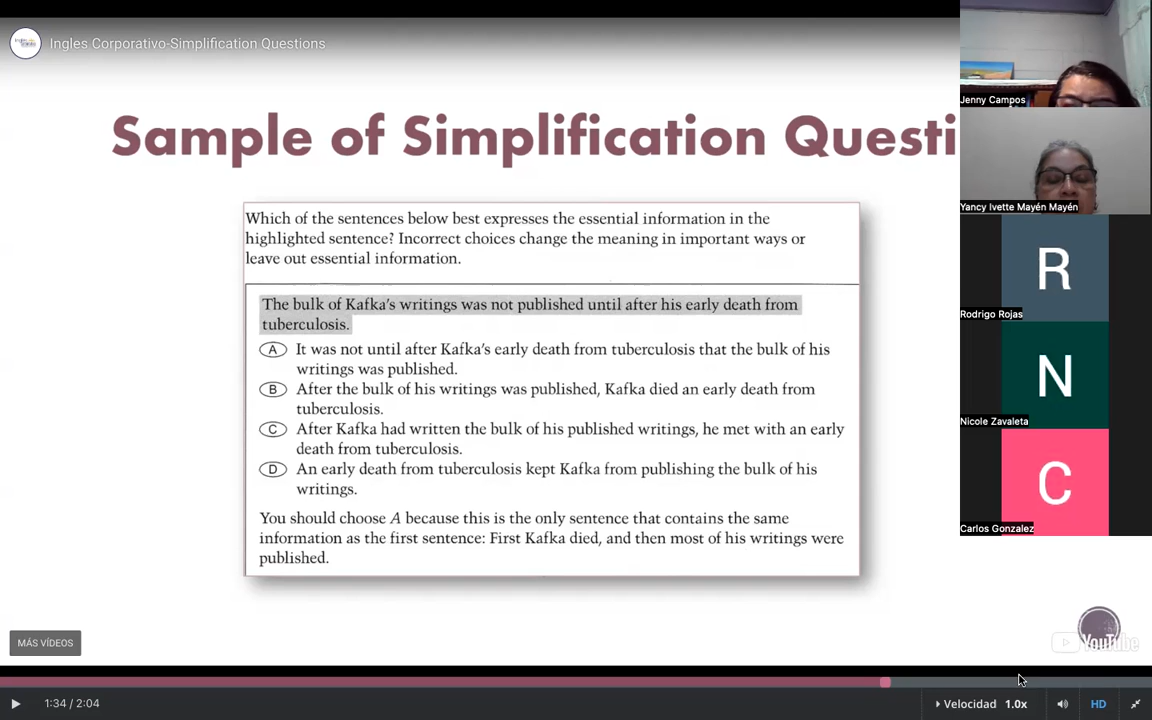 Ingles Corporativo-Simplification Questions
Sample of Simplification Questi
Which of the sentences below best expresses the essential information in the
highlighted sentence? Incorrect choices change the meaning in important ways or
leave out essential information.
The bulk of Kafka's writings was not published until after his early death from
tuberculosis.
A It was not until after Kafka's early death from tuberculosis that the bulk of his
writings was published.
B After the bulk of his writings was published, Kafka died an early death from
tuberculosis.
C After Kafka had written the bulk of his published writings, he met with an early
death from tuberculosis.
D An early death from tuberculosis kept Kafka from publishing the bulk of his
writings.
You should choose A because this is the only sentence that contains the same
information as the first sentence: First Kafka died, and then most of his writings were
published.
Jenny Campos
Yancy Ivette Mayén Mayén
R
Rodrigo Rojas
N
Nicole Zavaleta
C
Carlos Gonzalez
MÁS VÍDEOS
YouTube
1:34 / 2:04
Velocidad 1.0x
HD